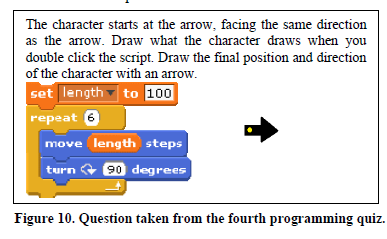 The character starts at the arrow, facing the same direction
as the arrow. Draw what the character draws when you
double click the script. Draw the final position and direction
of the character with an arrow.
set length to 100
repeat 6
move length steps
turn 90 degrees
Figure 10. Question taken from the fourth programming quiz.